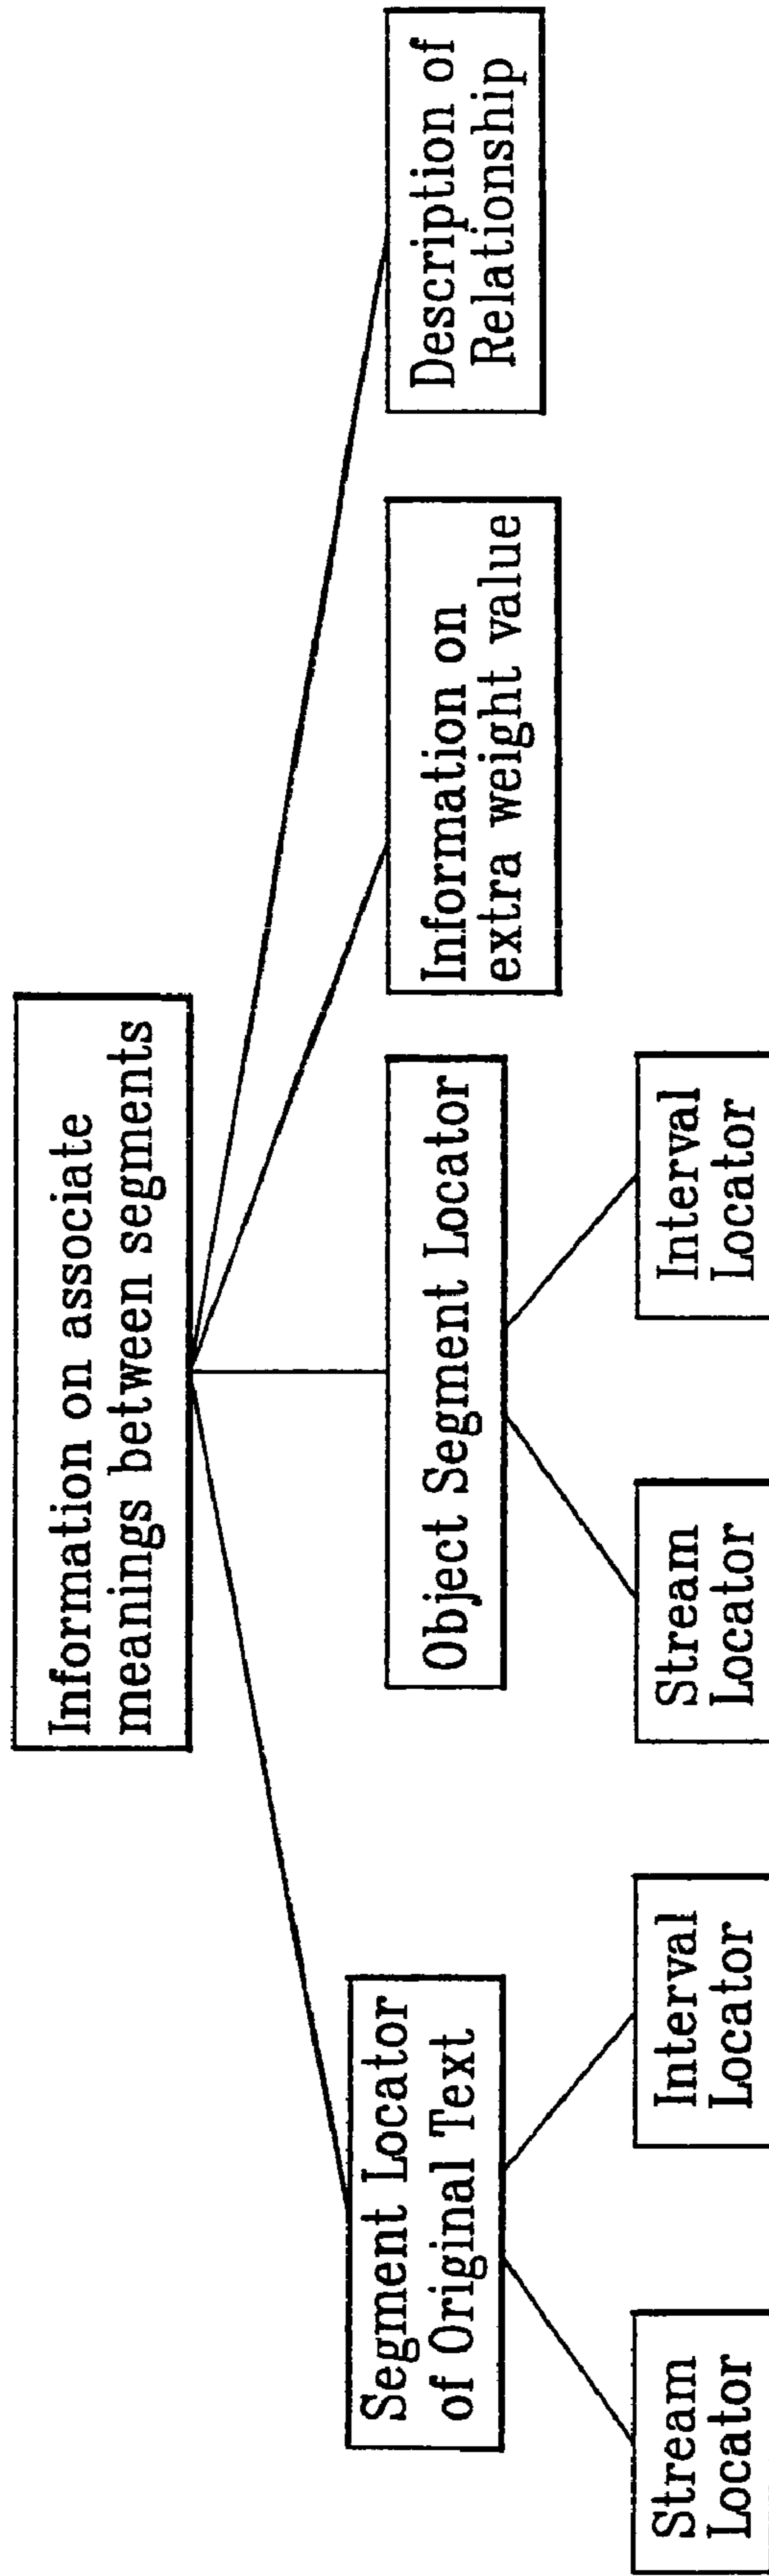 Information on associate
meanings between segments
Segment Locator
of Original Text
Object Segment Locator
Information on
extra weight value
Description of
Relationship
Stream
Locator
Interval
Locator
Stream
Locator
Interval
Locator